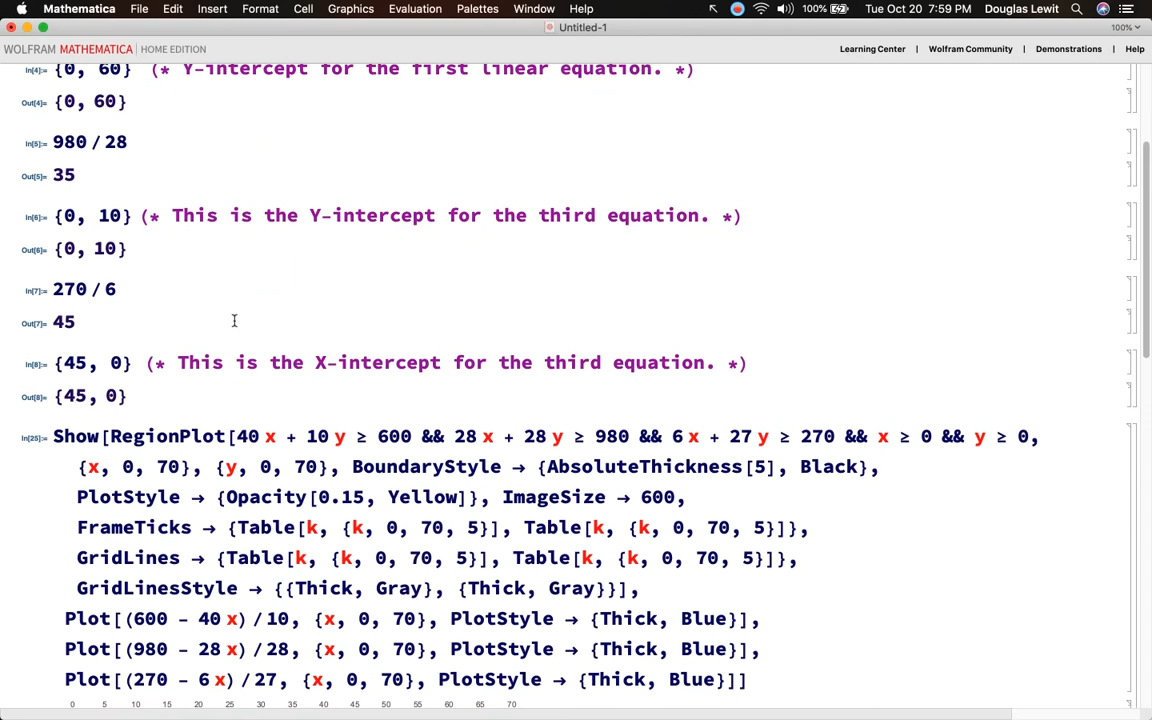 Mathematica File Edit Insert Format Cell Graphics Evaluation Palettes Window Help 100% Tue Oct 20 7:59 PM Douglas Lewit
Untitled-1 100%
WOLFRAM MATHEMATICA HOME EDITION Learning Center Wolfram Community Demonstrations Help
In[4]:= {0, 60} (* Y-intercept for the first linear equation. *)
Out[4]= {0, 60}
In[5]:= 980 / 28
Out[5]= 35
In[6]:= {0, 10} (* This is the Y-intercept for the third equation. *)
Out[6]= {0, 10}
In[7]:= 270 / 6
Out[7]= 45
In[8]:= {45, 0} (* This is the X-intercept for the third equation. *)
Out[8]= {45, 0}
In[25]:= Show[RegionPlot[40 x + 10 y ≥ 600 && 28 x + 28 y ≥ 980 && 6 x + 27 y ≥ 270 && x ≥ 0 && y ≥ 0,
{x, 0, 70}, {y, 0, 70}, BoundaryStyle → {AbsoluteThickness[5], Black},
PlotStyle → {Opacity[0.15, Yellow]}, ImageSize → 600,
FrameTicks → {Table[k, {k, 0, 70, 5}], Table[k, {k, 0, 70, 5}]},
GridLines → {Table[k, {k, 0, 70, 5}], Table[k, {k, 0, 70, 5}]},
GridLinesStyle → {{Thick, Gray}, {Thick, Gray}}],
Plot[(600 - 40 x) / 10, {x, 0, 70}, PlotStyle → {Thick, Blue}],
Plot[(980 - 28 x) / 28, {x, 0, 70}, PlotStyle → {Thick, Blue}],
Plot[(270 - 6 x) / 27, {x, 0, 70}, PlotStyle → {Thick, Blue}]]
0 5 10 15 20 25 30 35 40 45 50 55 60 65 70